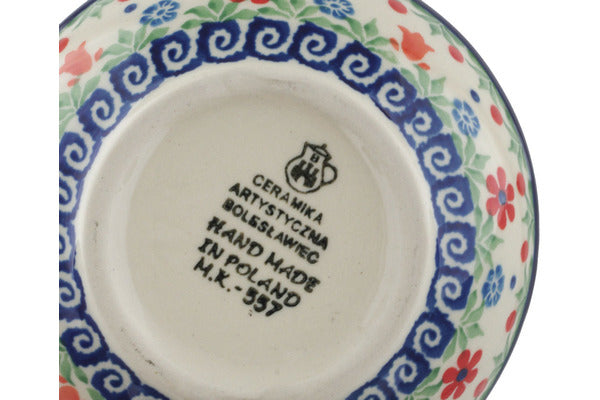 CERAMIKA
ARTYSTYCZNA
BOLESŁAWIEC
HAND MADE
IN POLAND
M.K.-557